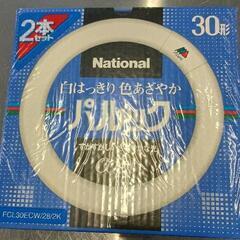 2本
セット
30形
National
白はっきり 色あざやか
パルック
FCL30ECW/28/2K